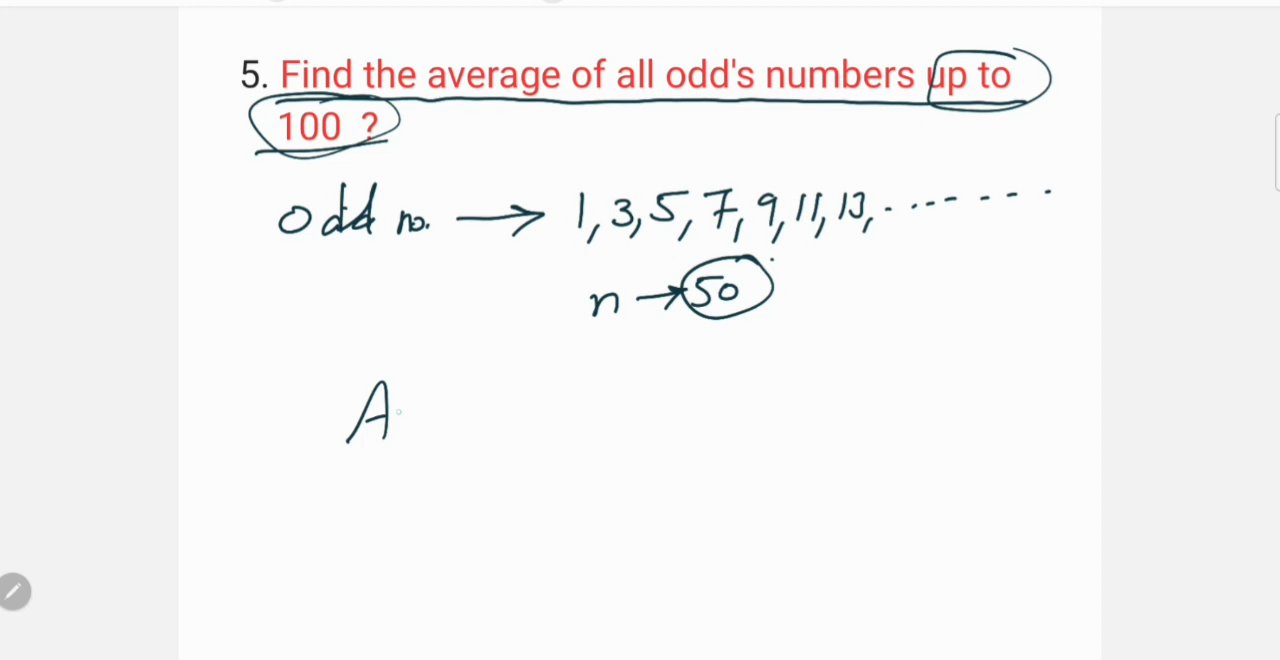 5. Find the average of all odd's numbers up to
100 ?
odd no. → 1, 3, 5, 7, 9, 11, 13, .......
n → 50
A